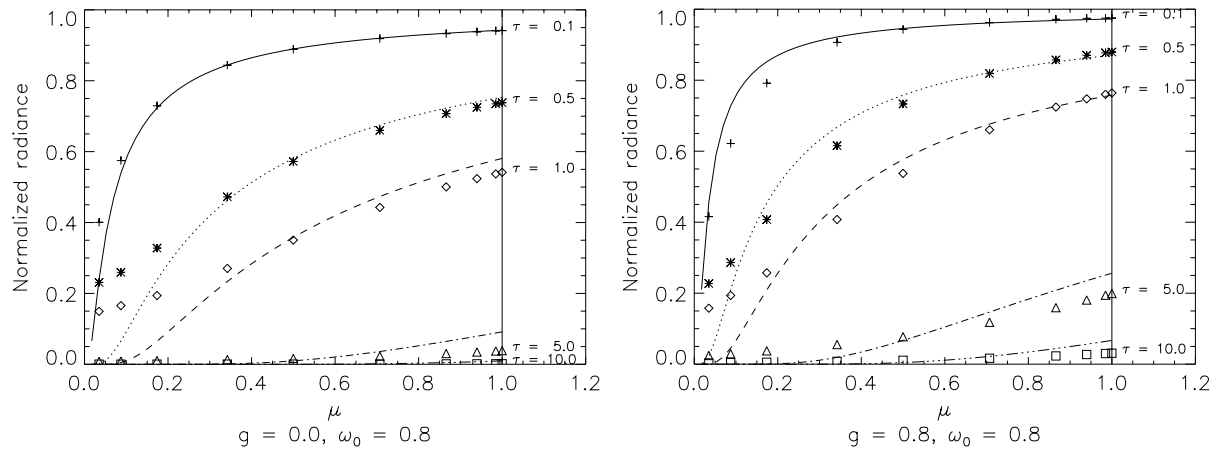 Normalized radiance
1.0
0.8
0.6
0.4
0.2
0.0
0.0 0.2 0.4 0.6 0.8 1.0 1.2
μ
g = 0.0, ω₀ = 0.8
τ = 0.1
τ = 0.5
τ = 1.0
τ = 5.0
τ = 10.0
Normalized radiance
1.0
0.8
0.6
0.4
0.2
0.0
0.0 0.2 0.4 0.6 0.8 1.0 1.2
μ
g = 0.8, ω₀ = 0.8
τ = 0.1
τ = 0.5
τ = 1.0
τ = 5.0
τ = 10.0